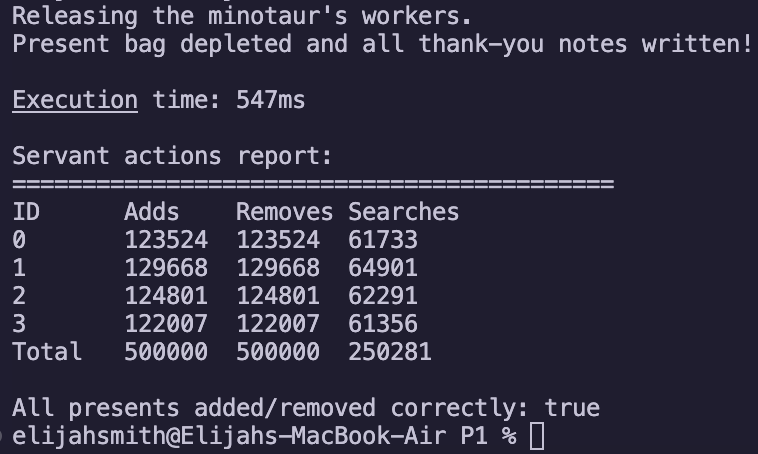 Releasing the minotaur's workers.
Present bag depleted and all thank-you notes written!
Execution time: 547ms
Servant actions report:
===========================================
ID Adds Removes Searches
0 123524 123524 61733
1 129668 129668 64901
2 124801 124801 62291
3 122007 122007 61356
Total 500000 500000 250281
All presents added/removed correctly: true
elijahsmith@Elijahs-MacBook-Air P1 %